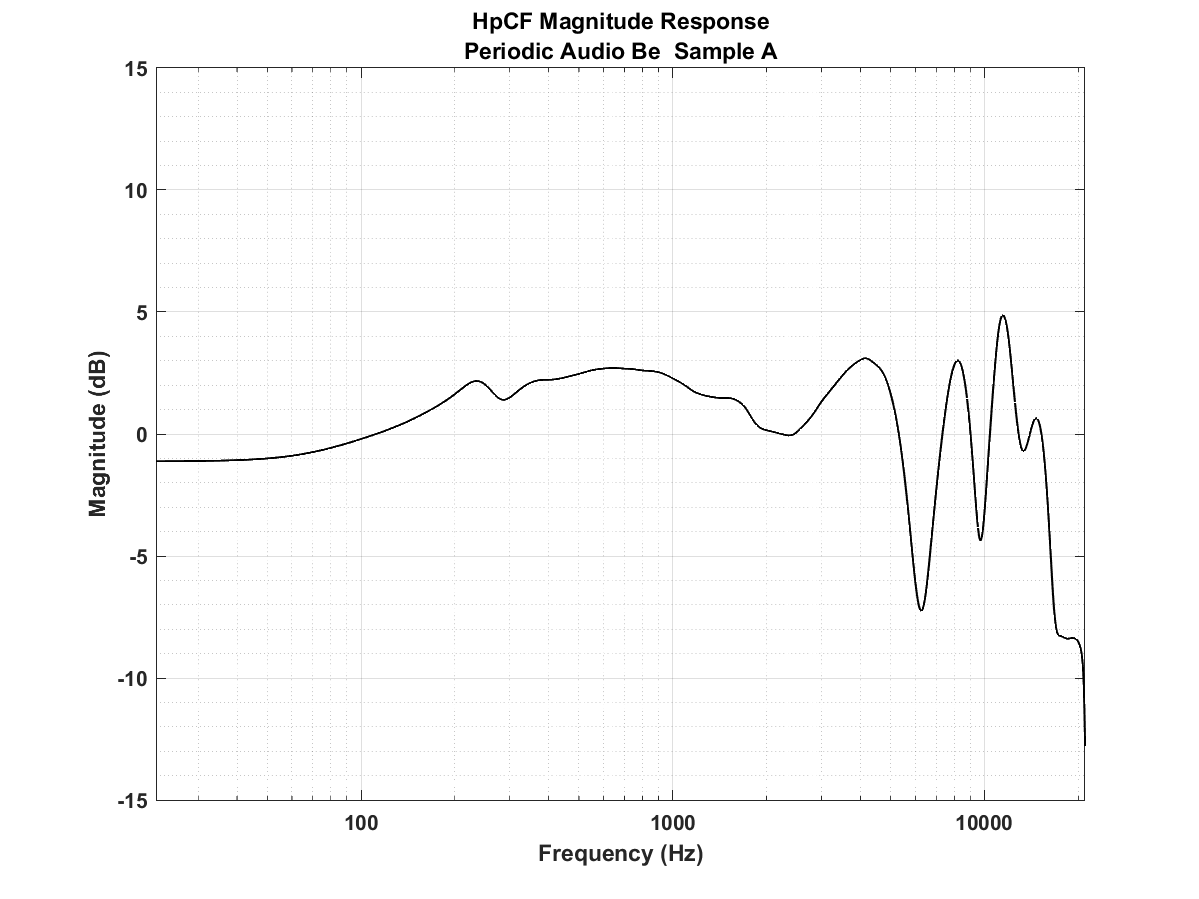 HpCF Magnitude Response
Periodic Audio Be  Sample A
15
10
5
0
-5
-10
-15
Magnitude (dB)
100
1000
10000
Frequency (Hz)